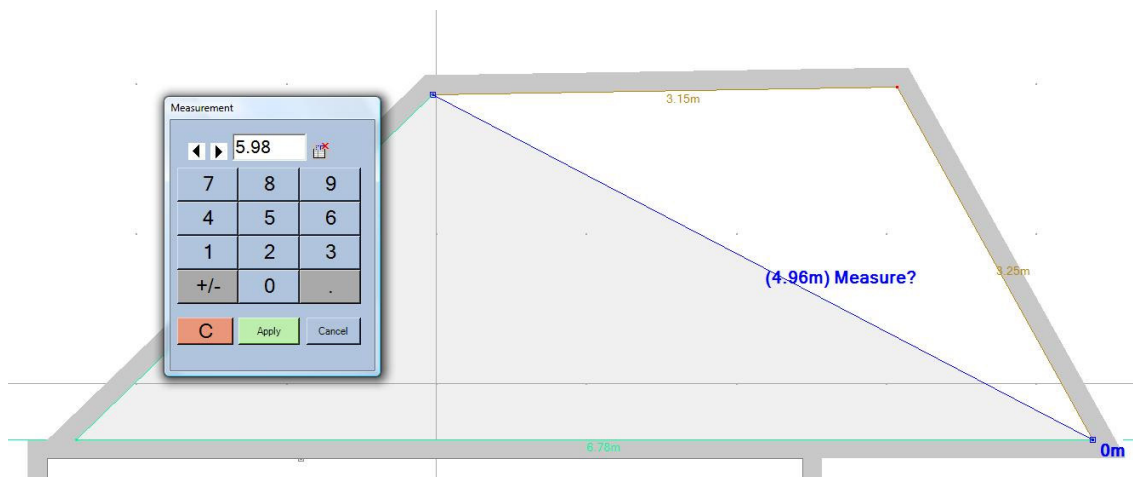 Measurement
5.98
7 8 9
4 5 6
1 2 3
+/- 0 .
C Apply Cancel
3.15m
(4.96m) Measure?
3.25m
6.78m
0m